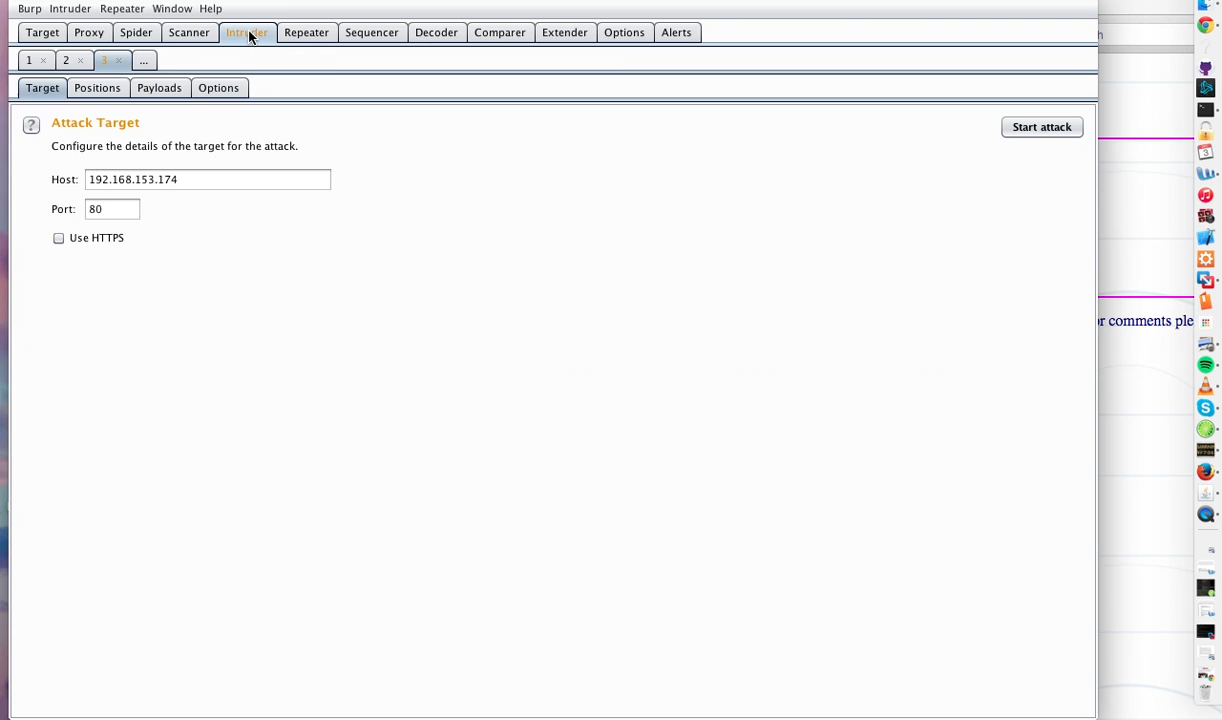 Burp Intruder Repeater Window Help
Target Proxy Spider Scanner Intruder Repeater Sequencer Decoder Comparer Extender Options Alerts
1 × 2 × 3 × ...
Target Positions Payloads Options
? Attack Target
Start attack
Configure the details of the target for the attack.
Host: 192.168.153.174
Port: 80
Use HTTPS
h
or comments ple
3